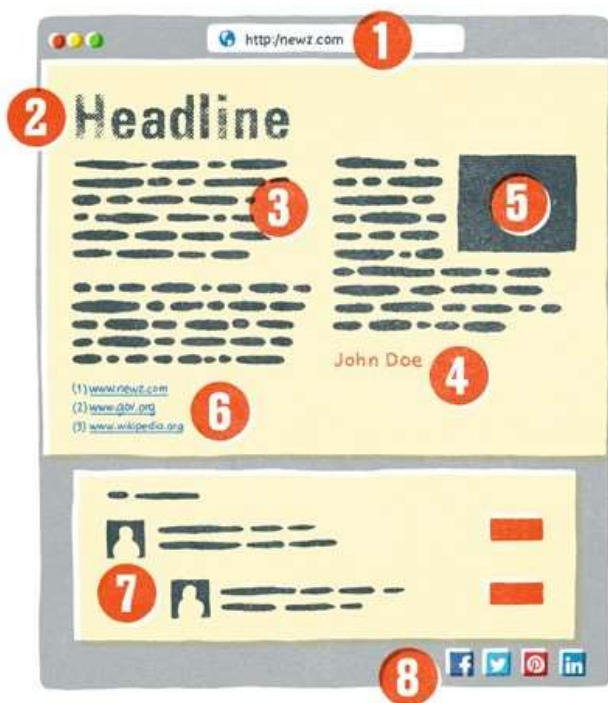 http:/newz.com 1
2 Headline
3
5
John Doe 4
(1) www.newz.com
(2) www.gov.org
(3) www.wikipedia.org
6
7
8 f in